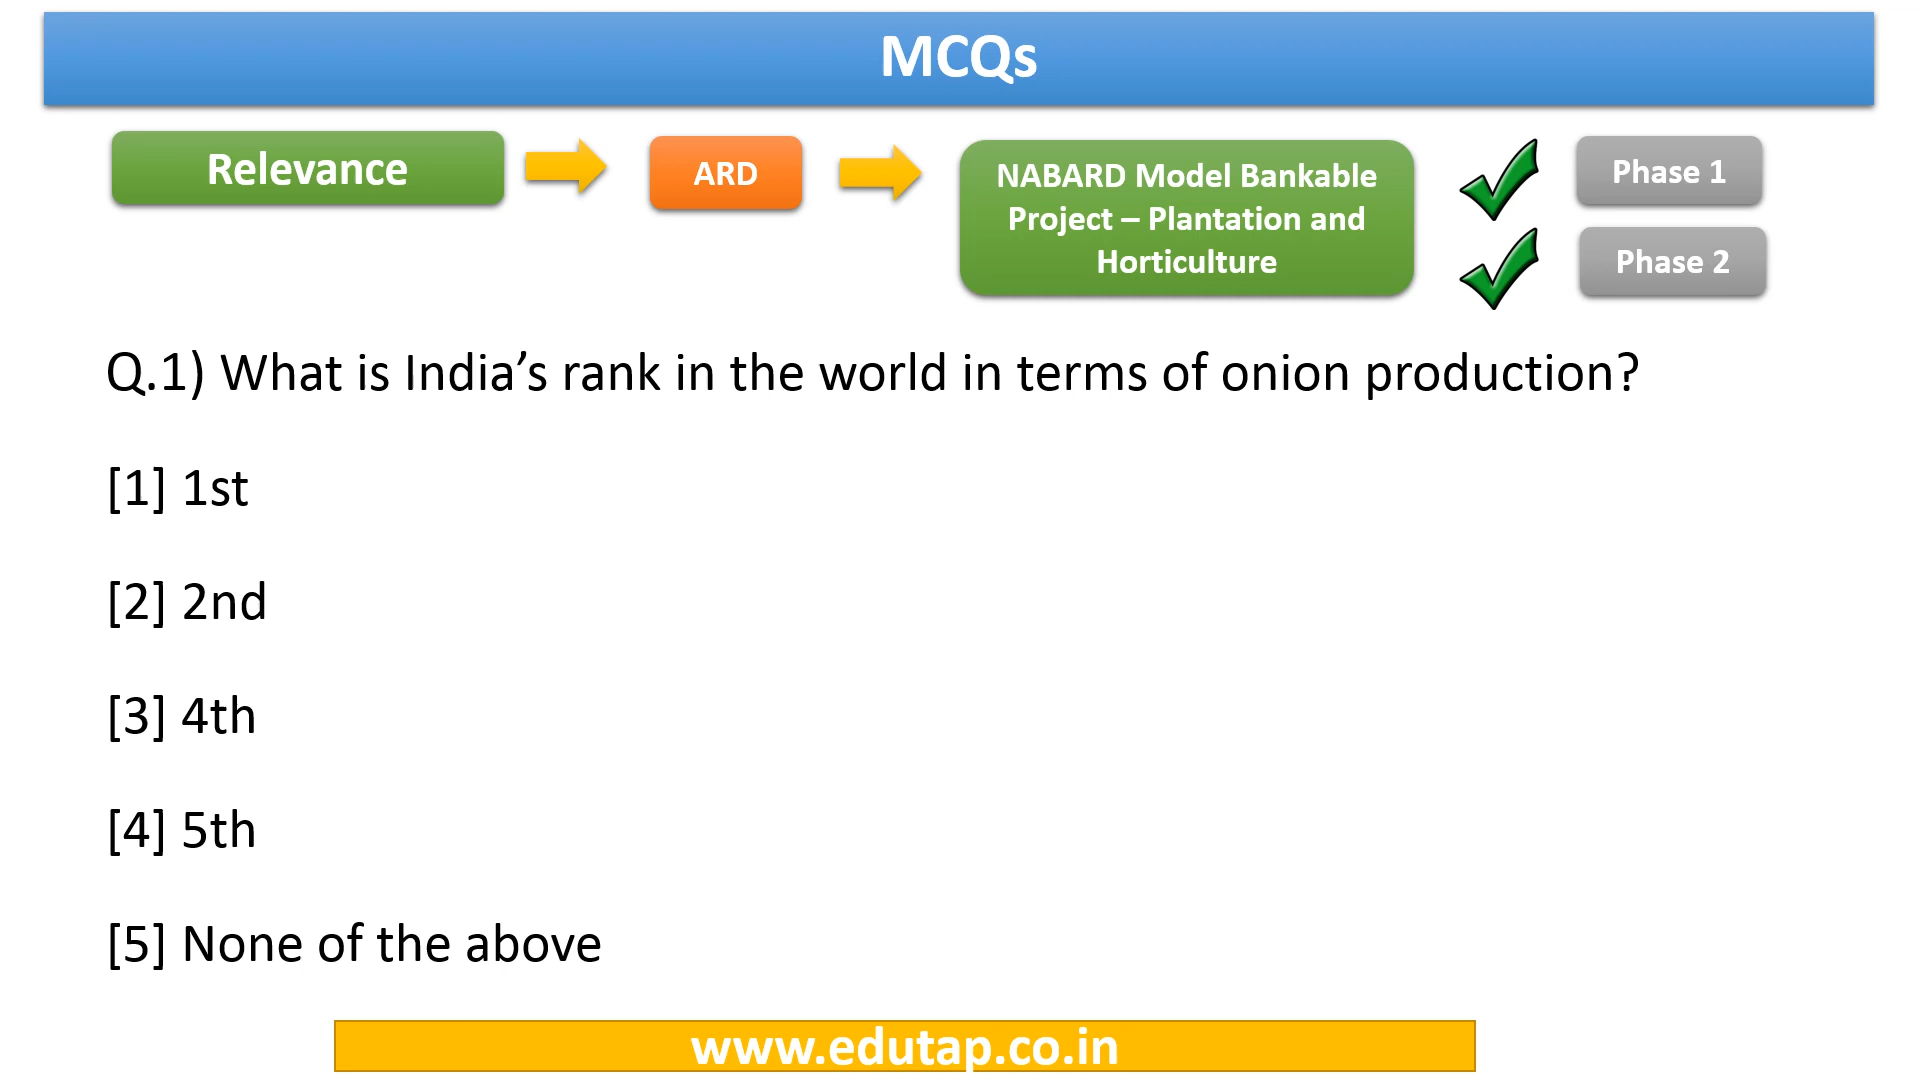 MCQs
Relevance
ARD
NABARD Model Bankable
Project – Plantation and
Horticulture
Phase 1
Phase 2
Q.1) What is India’s rank in the world in terms of onion production?
[1] 1st
[2] 2nd
[3] 4th
[4] 5th
[5] None of the above
www.edutap.co.in